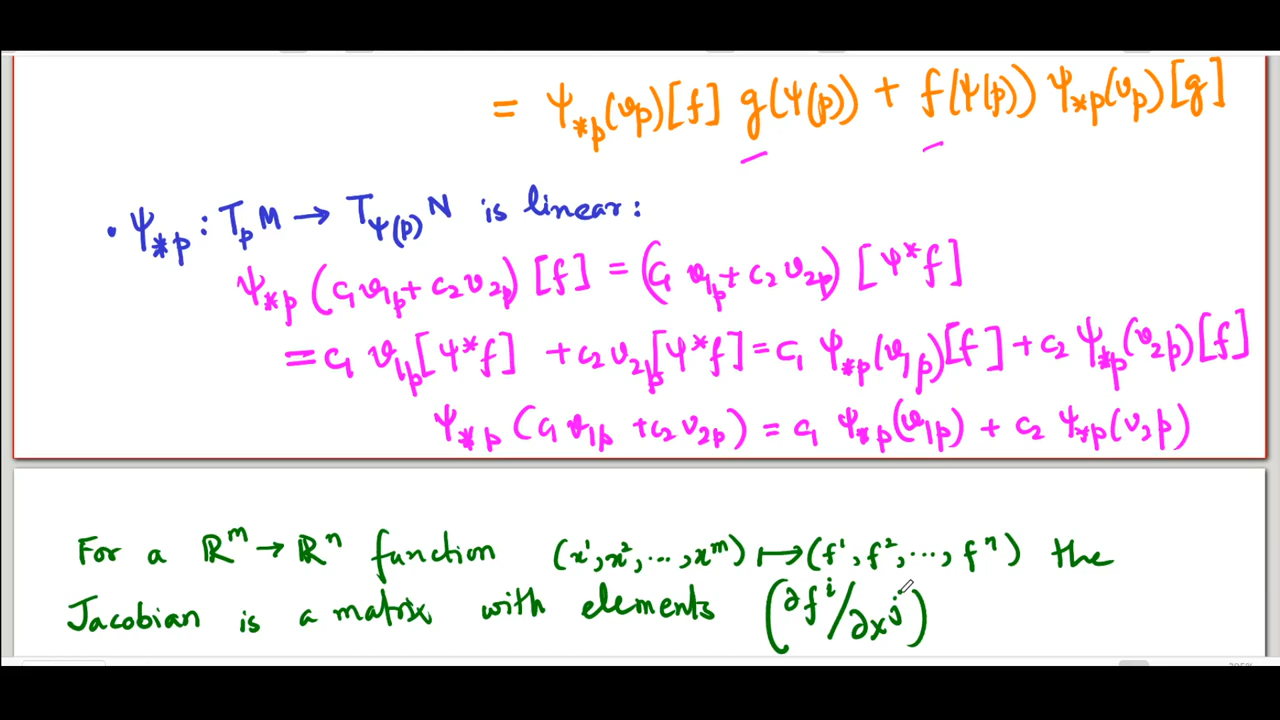 = Ψ_{*p}(v_p)[f] g(Ψ(p)) + f(Ψ(p)) Ψ_{*p}(v_p)[g]
• Ψ_{*p} : T_p M → T_{Ψ(p)} N is linear:
Ψ_{*p} (c_1 v_{1p} + c_2 v_{2p}) [f] = (c_1 v_{1p} + c_2 v_{2p}) [Ψ^* f]
= c_1 v_{1p} [Ψ^* f] + c_2 v_{2p} [Ψ^* f] = c_1 Ψ_{*p}(v_{1p})[f] + c_2 Ψ_{*p}(v_{2p})[f]
Ψ_{*p} (c_1 v_{1p} + c_2 v_{2p}) = c_1 Ψ_{*p}(v_{1p}) + c_2 Ψ_{*p}(v_{2p})
For a ℝ^m → ℝ^n function (x^1, x^2, ..., x^m) ↦ (f^1, f^2, ..., f^n) the
Jacobian is a matrix with elements (∂f^i/∂x^j)